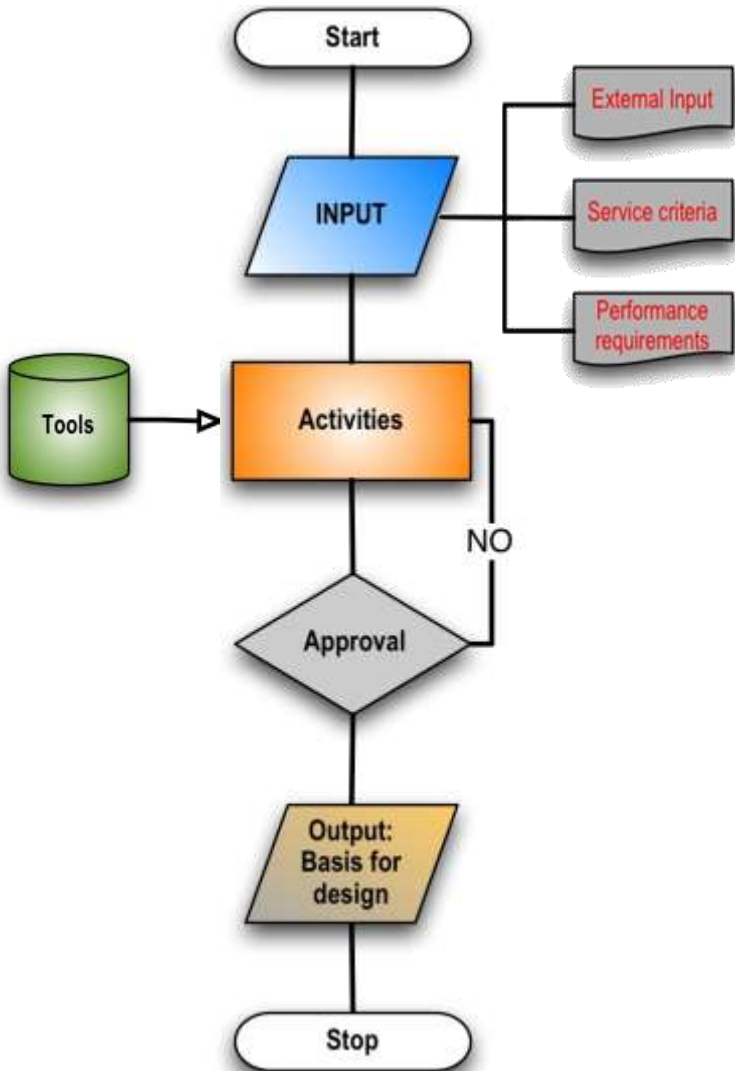 Start
External Input
INPUT
Service criteria
Performance
requirements
Tools
Activities
NO
Approval
Output:
Basis for
design
Stop